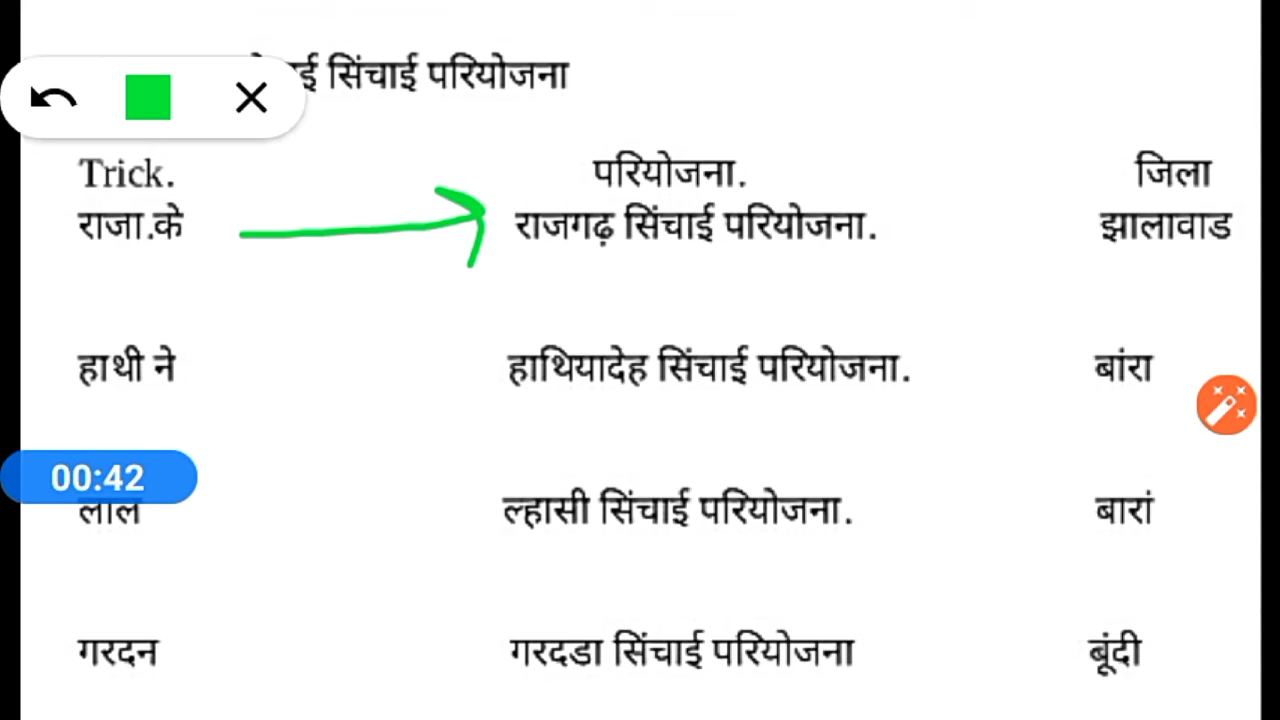 सिंचाई परियोजना
Trick. परियोजना. जिला
राजा.के राजगढ़ सिंचाई परियोजना. झालावाड
हाथी ने हाथियादेह सिंचाई परियोजना. बांरा
00:42
लाल ल्हासी सिंचाई परियोजना. बारां
गरदन गरदडा सिंचाई परियोजना बूंदी